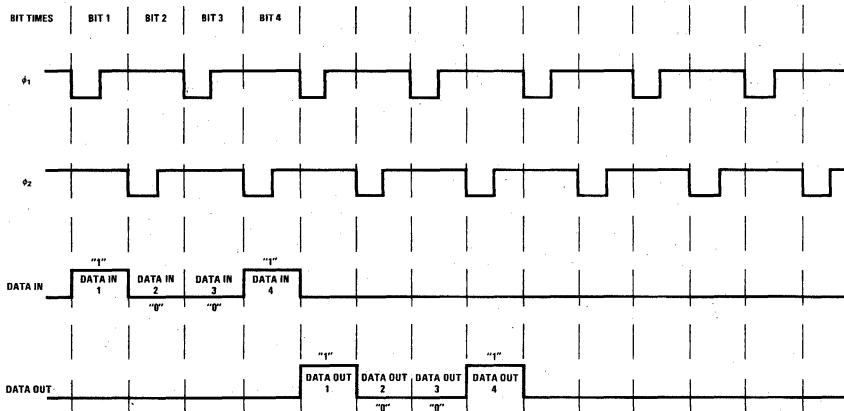 BIT TIMES BIT 1 BIT 2 BIT 3 BIT 4
ϕ1
ϕ2
"1" "1"
DATA IN DATA IN DATA IN DATA IN
1 2 3 4
DATA IN
"0" "0"
"1" "1"
DATA OUT DATA OUT DATA OUT DATA OUT
1 2 3 4
DATA OUT
"0" "0"